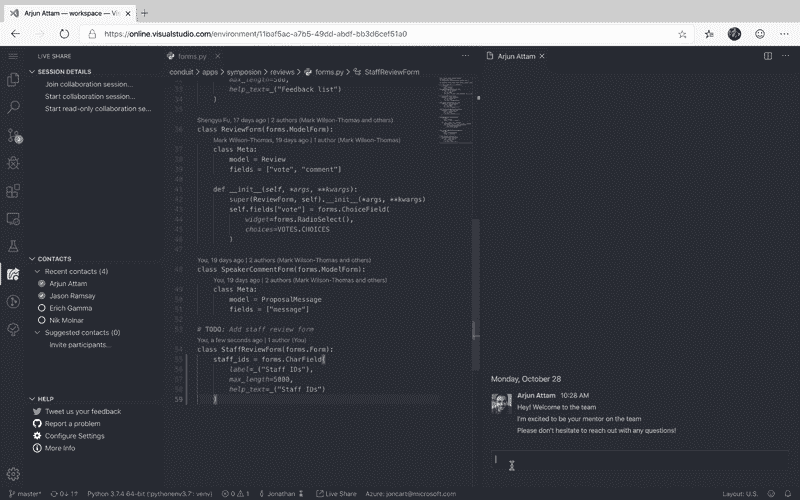 Arjun Attam — workspace — Vi
https://online.visualstudio.com/environment/11baf5ac-a7b5-49dd-abdf-bb3d6cef51a0
LIVE SHARE
forms.py
Arjun Attam
SESSION DETAILS
Join collaboration session...
Start collaboration session...
Start read-only collaboration se...
conduit > apps > symposion > reviews > forms.py > StaffReviewForm
max_length=500,
help_text=_("Feedback list")
)
Shengyu Fu, 17 days ago | 2 authors (Mark Wilson-Thomas and others)
class ReviewForm(forms.ModelForm):
Mark Wilson-Thomas, 19 days ago | 1 author (Mark Wilson-Thomas)
class Meta:
model = Review
fields = ["vote", "comment"]
def __init__(self, *args, **kwargs):
super(ReviewForm, self).__init__(*args, **kwargs)
self.fields["vote"] = forms.ChoiceField(
widget=forms.RadioSelect(),
choices=VOTES.CHOICES
)
You, 19 days ago | 2 authors (Mark Wilson-Thomas and others)
class SpeakerCommentForm(forms.ModelForm):
You, 19 days ago | 2 authors (Mark Wilson-Thomas and others)
class Meta:
model = ProposalMessage
fields = ["message"]
# TODO: Add staff review form
You, a few seconds ago | 1 author (You)
class StaffReviewForm(forms.Form):
staff_ids = forms.CharField(
label=_("Staff IDs"),
max_length=5000,
help_text=_("Staff IDs")
59 )
CONTACTS
Recent contacts (4)
Arjun Attam
Jason Ramsay
Erich Gamma
Nik Molnar
Suggested contacts (0)
Invite participants...
HELP
Tweet us your feedback
Report a problem
Configure Settings
More Info
Monday, October 28
Arjun Attam 10:28 AM
Hey! Welcome to the team
I'm excited to be your mentor on the team
Please don't hesitate to reach out with any questions!
master* 0↓ 1↑ Python 3.7.4 64-bit ('pythonenv3.7': venv) 0 1 Jonathan Live Share Azure: joncart@microsoft.com Layout: U.S.